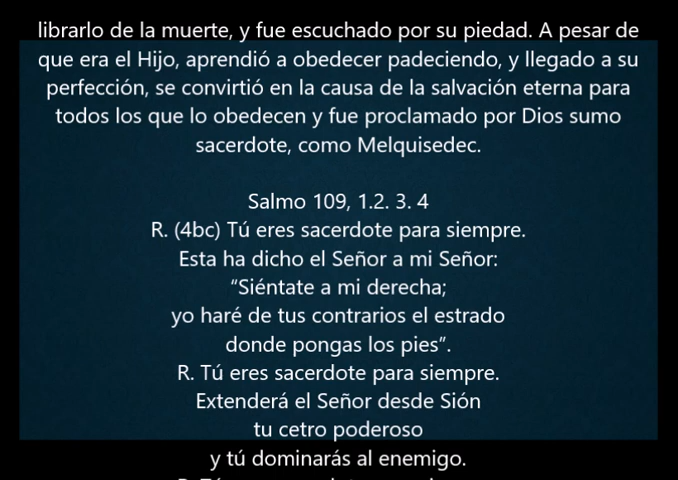 librarlo de la muerte, y fue escuchado por su piedad. A pesar de
que era el Hijo, aprendió a obedecer padeciendo, y llegado a su
perfección, se convirtió en la causa de la salvación eterna para
todos los que lo obedecen y fue proclamado por Dios sumo
sacerdote, como Melquisedec.
Salmo 109, 1.2. 3. 4
R. (4bc) Tú eres sacerdote para siempre.
Esta ha dicho el Señor a mi Señor:
“Siéntate a mi derecha;
yo haré de tus contrarios el estrado
donde pongas los pies”.
R. Tú eres sacerdote para siempre.
Extenderá el Señor desde Sión
tu cetro poderoso
y tú dominarás al enemigo.